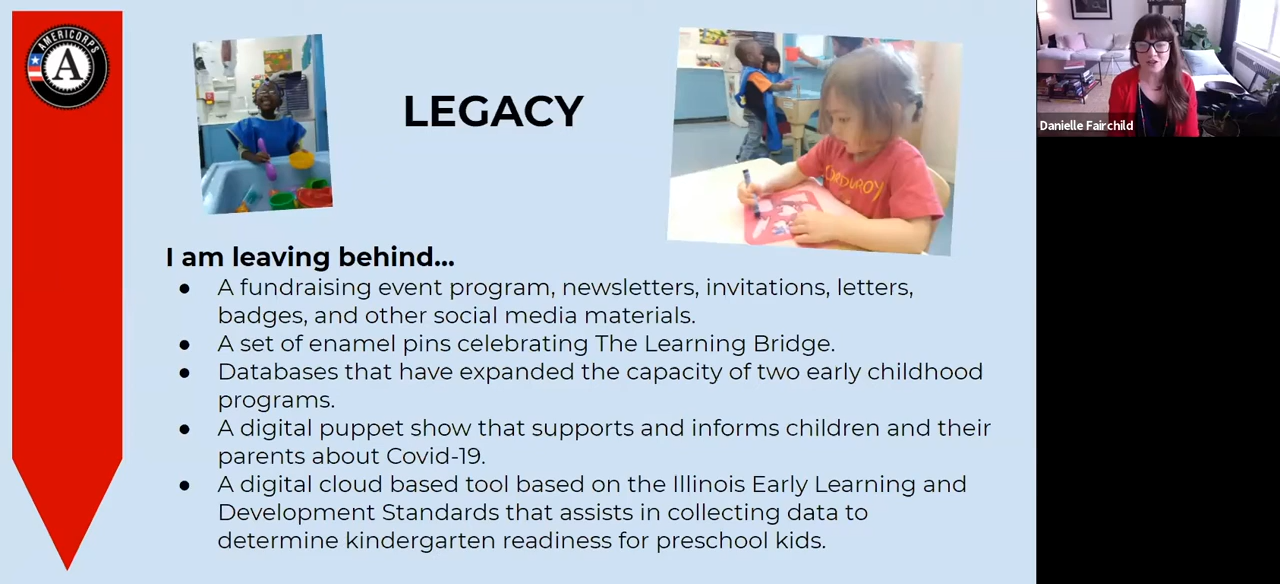 AMERICORPS
A
LEGACY
CORDUROY
Danielle Fairchild
I am leaving behind...
● A fundraising event program, newsletters, invitations, letters,
badges, and other social media materials.
● A set of enamel pins celebrating The Learning Bridge.
● Databases that have expanded the capacity of two early childhood
programs.
● A digital puppet show that supports and informs children and their
parents about Covid-19.
● A digital cloud based tool based on the Illinois Early Learning and
Development Standards that assists in collecting data to
determine kindergarten readiness for preschool kids.